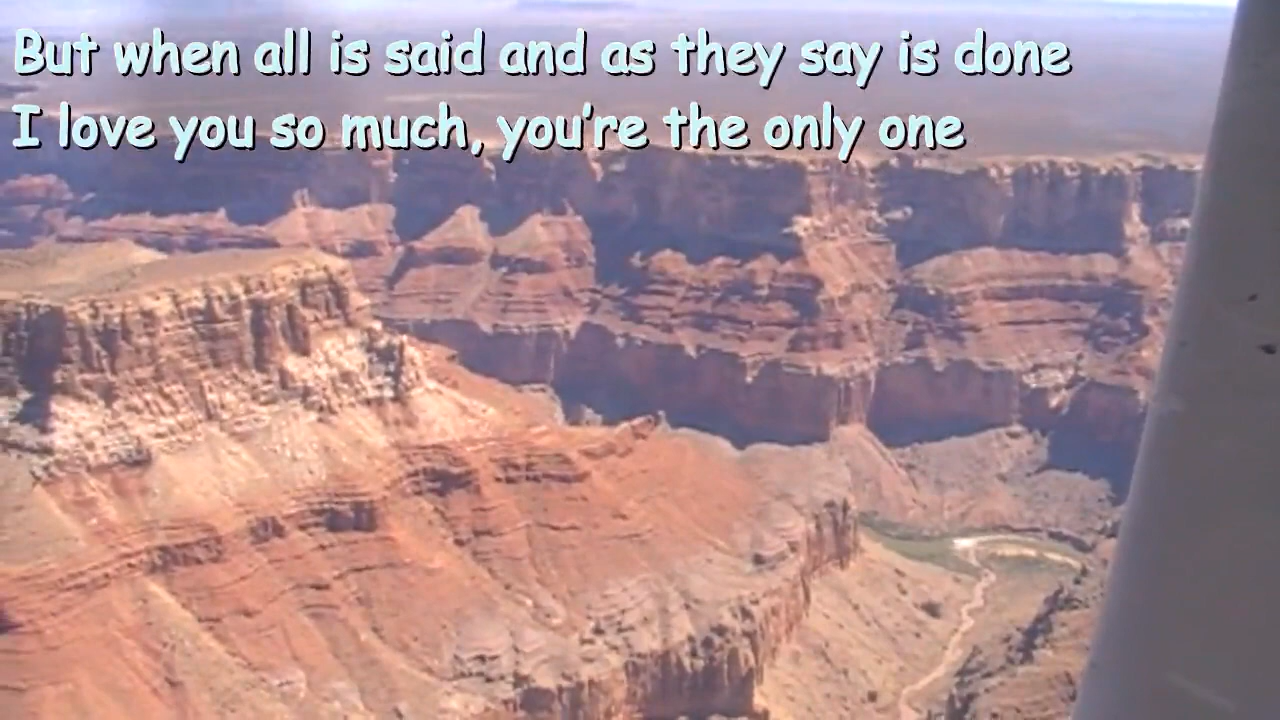 But when all is said and as they say is done
I love you so much, you're the only one